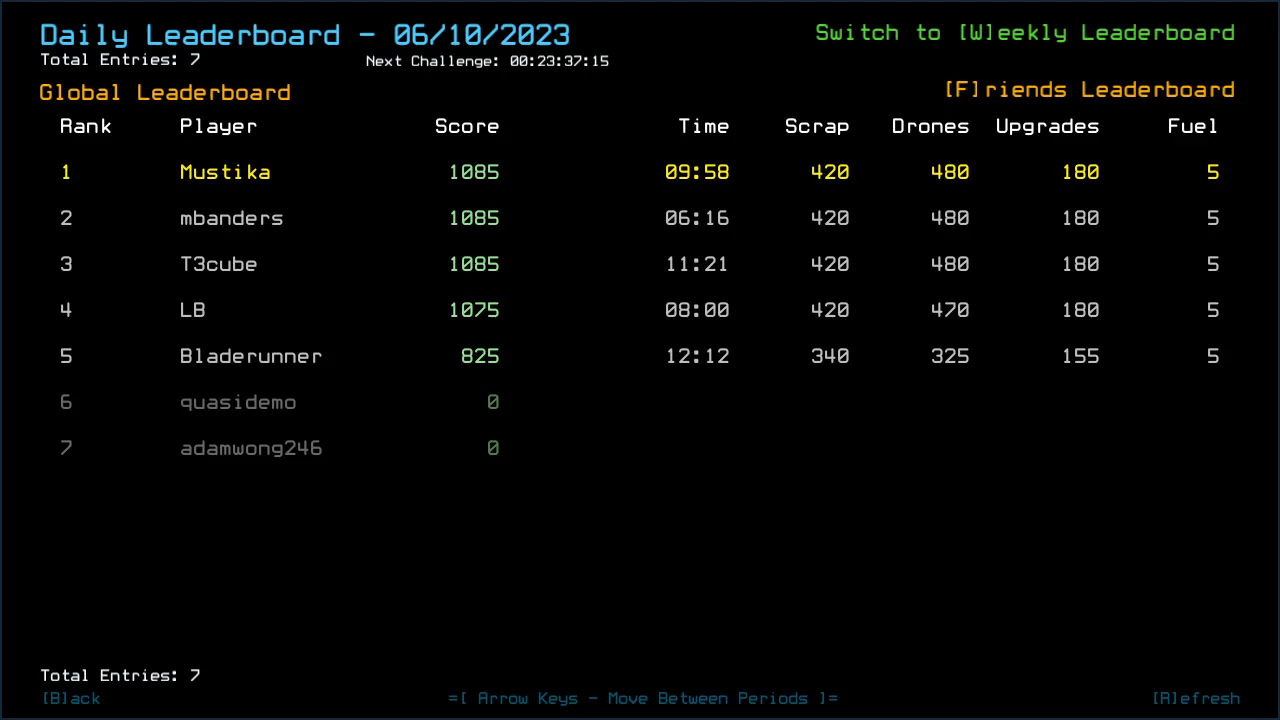 Daily Leaderboard - 06/10/2023
Switch to [W]eekly Leaderboard
Total Entries: 7
Next Challenge: 00:23:37:15
Global Leaderboard
[F]riends Leaderboard
Rank Player Score Time Scrap Drones Upgrades Fuel
1 Mustika 1085 09:58 420 480 180 5
2 mbanders 1085 06:16 420 480 180 5
3 T3cube 1085 11:21 420 480 180 5
4 LB 1075 08:00 420 470 180 5
5 Bladerunner 825 12:12 340 325 155 5
6 quasidemo 0
7 adamwong246 0
Total Entries: 7
[B]ack
=[ Arrow Keys - Move Between Periods ]=
[R]efresh